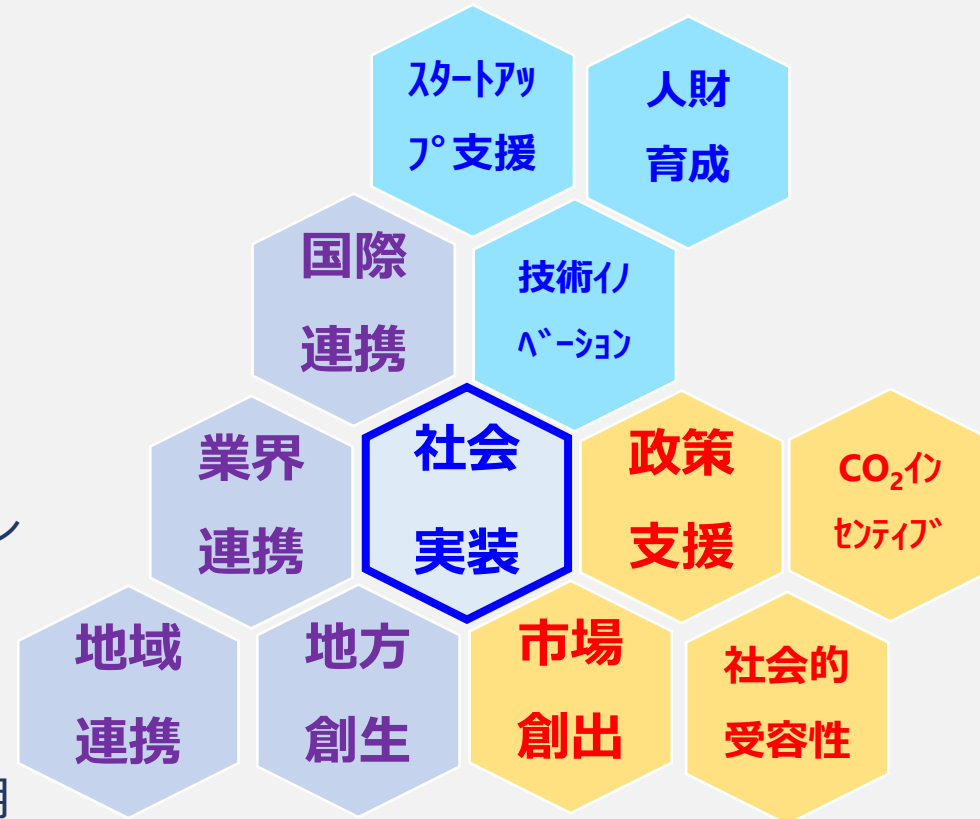 ｽﾀｰﾄｱｯ
ﾌﾟ支援
人財
育成
国際
連携
技術ｲﾉ
ﾍﾞｰｼｮﾝ
業界
連携
社会
実装
政策
支援
CO₂ｲﾝ
ｾﾝﾃｨﾌﾞ
ン
地域
連携
地方
創生
市場
創出
社会的
受容性